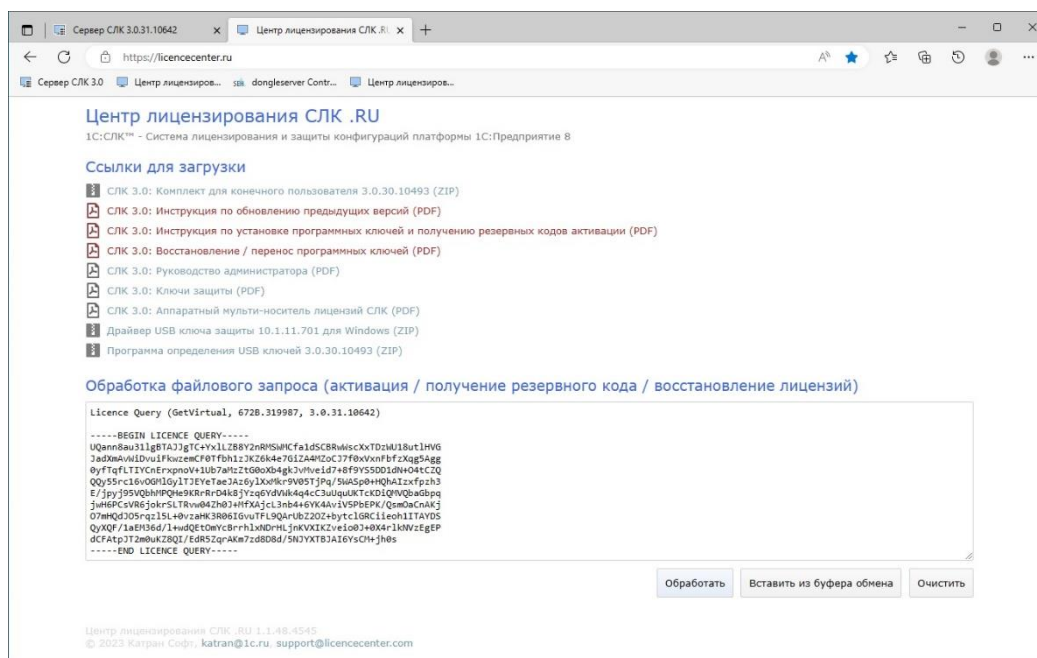 Сервер СЛК 3.0.31.10642
Центр лицензирования СЛК .RU
https://licencecenter.ru
Сервер СЛК 3.0 Центр лицензиров... dongleserver Contr... Центр лицензиров...
Центр лицензирования СЛК .RU
1С:СЛК™ - Система лицензирования и защиты конфигураций платформы 1С:Предприятие 8
Ссылки для загрузки
СЛК 3.0: Комплект для конечного пользователя 3.0.30.10493 (ZIP)
СЛК 3.0: Инструкция по обновлению предыдущих версий (PDF)
СЛК 3.0: Инструкция по установке программных ключей и получению резервных кодов активации (PDF)
СЛК 3.0: Восстановление / перенос программных ключей (PDF)
СЛК 3.0: Руководство администратора (PDF)
СЛК 3.0: Ключи защиты (PDF)
СЛК 3.0: Аппаратный мульти-носитель лицензий СЛК (PDF)
Драйвер USB ключа защиты 10.1.11.701 для Windows (ZIP)
Программа определения USB ключей 3.0.30.10493 (ZIP)
Обработка файлового запроса (активация / получение резервного кода / восстановление лицензий)
Licence Query (GetVirtual, 672B.319987, 3.0.31.10642)
-----BEGIN LICENCE QUERY-----
-----END LICENCE QUERY-----
Обработать Вставить из буфера обмена Очистить
Центр лицензирования СЛК .RU 1.1.48.4545
© 2023 Катран Софт, katran@1c.ru, support@licencecenter.com